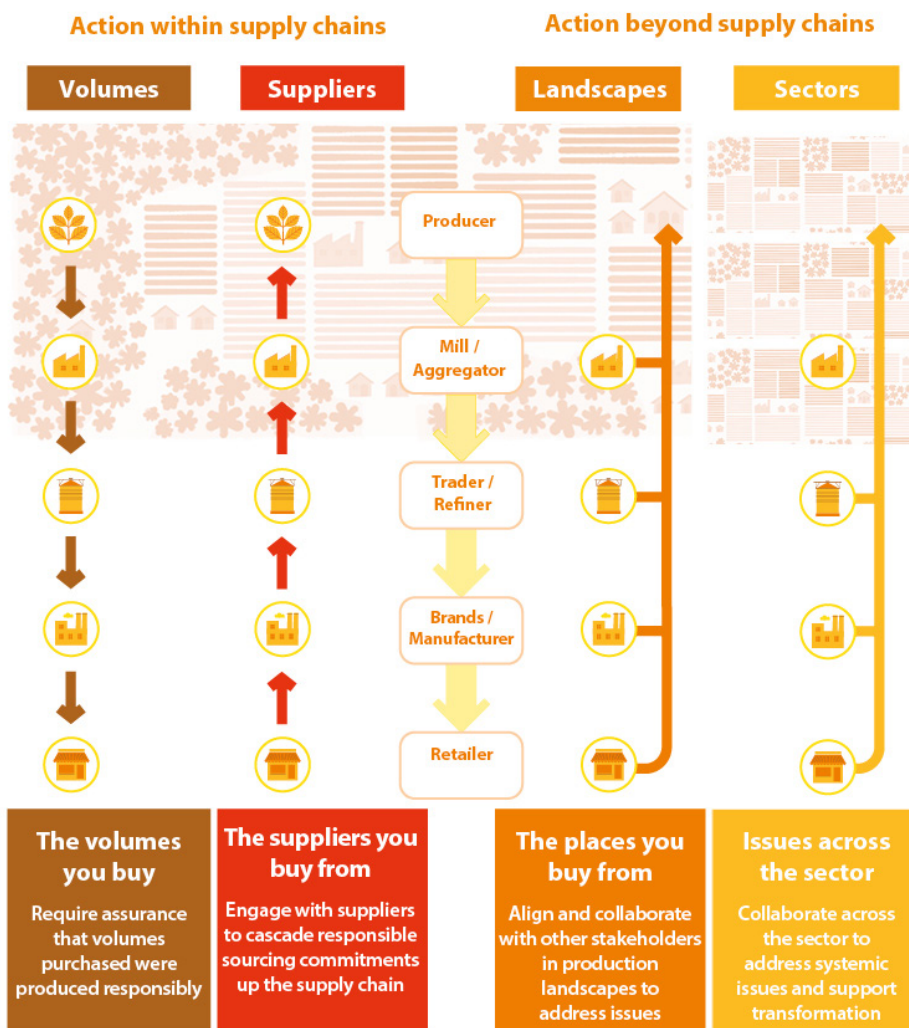 Action within supply chains
Action beyond supply chains
Volumes
Suppliers
Landscapes
Sectors
Producer
Mill /
Aggregator
Trader /
Refiner
Brands /
Manufacturer
Retailer
The volumes
you buy
Require assurance
that volumes
purchased were
produced responsibly
The suppliers you
buy from
Engage with suppliers
to cascade responsible
sourcing commitments
up the supply chain
The places you
buy from
Align and collaborate
with other stakeholders
in production
landscapes to
address issues
Issues across
the sector
Collaborate across
the sector to
address systemic
issues and support
transformation